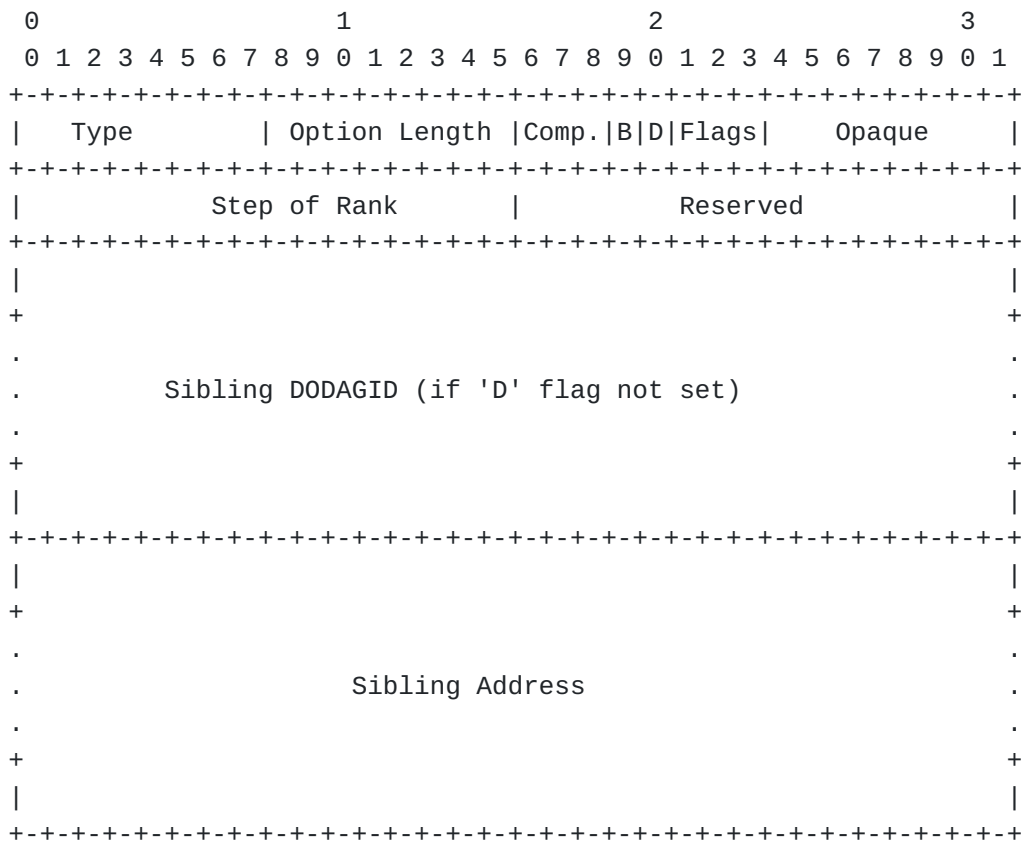 0                   1                   2                   3
 0 1 2 3 4 5 6 7 8 9 0 1 2 3 4 5 6 7 8 9 0 1 2 3 4 5 6 7 8 9 0 1
+-+-+-+-+-+-+-+-+-+-+-+-+-+-+-+-+-+-+-+-+-+-+-+-+-+-+-+-+-+-+-+-+
|   Type        | Option Length |Comp.|B|D|Flags|    Opaque     |
+-+-+-+-+-+-+-+-+-+-+-+-+-+-+-+-+-+-+-+-+-+-+-+-+-+-+-+-+-+-+-+-+
|            Step of Rank       |          Reserved             |
+-+-+-+-+-+-+-+-+-+-+-+-+-+-+-+-+-+-+-+-+-+-+-+-+-+-+-+-+-+-+-+-+
|                                                               |
+                                                               +
.                                                               .
.         Sibling DODAGID (if 'D' flag not set)                 .
.                                                               .
+                                                               +
|                                                               |
+-+-+-+-+-+-+-+-+-+-+-+-+-+-+-+-+-+-+-+-+-+-+-+-+-+-+-+-+-+-+-+-+
|                                                               |
+                                                               +
.                                                               .
.                     Sibling Address                           .
.                                                               .
+                                                               +
|                                                               |
+-+-+-+-+-+-+-+-+-+-+-+-+-+-+-+-+-+-+-+-+-+-+-+-+-+-+-+-+-+-+-+-+